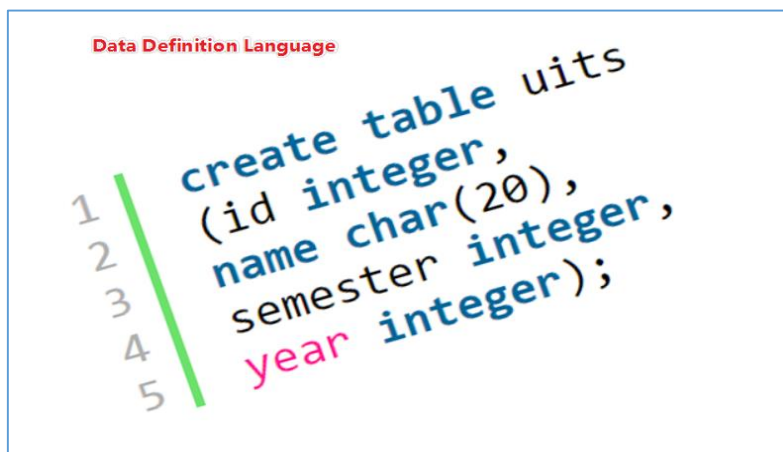 Data Definition Language
1 create table uits
2 (id integer,
3 name char(20),
4 semester integer,
5 year integer);